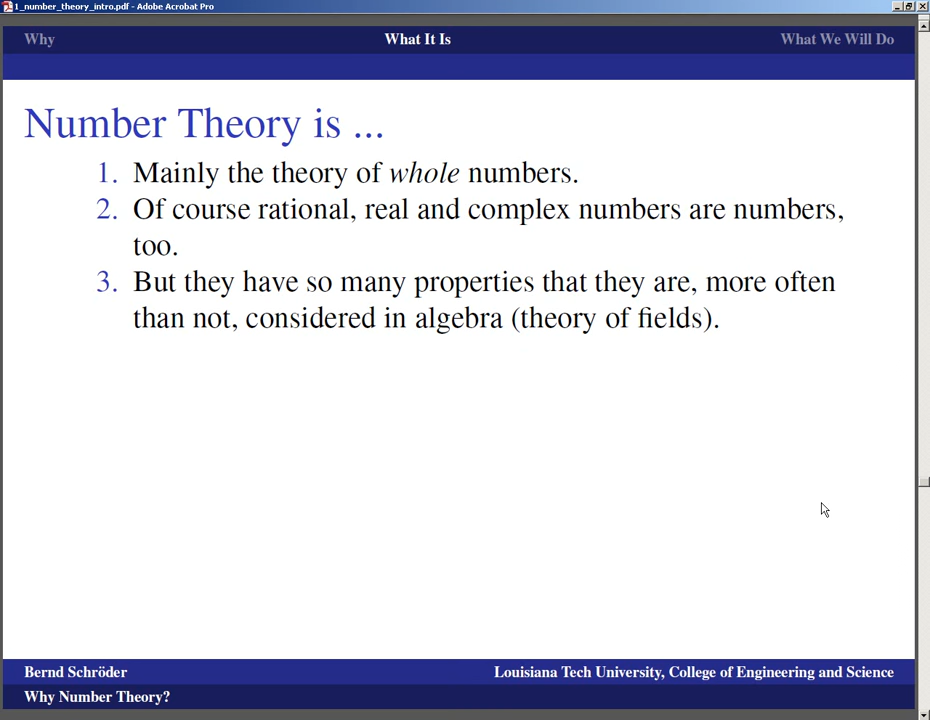 1_number_theory_intro.pdf - Adobe Acrobat Pro
Why
What It Is
What We Will Do
Number Theory is ...
1. Mainly the theory of whole numbers.
2. Of course rational, real and complex numbers are numbers,
too.
3. But they have so many properties that they are, more often
than not, considered in algebra (theory of fields).
Bernd Schröder
Louisiana Tech University, College of Engineering and Science
Why Number Theory?